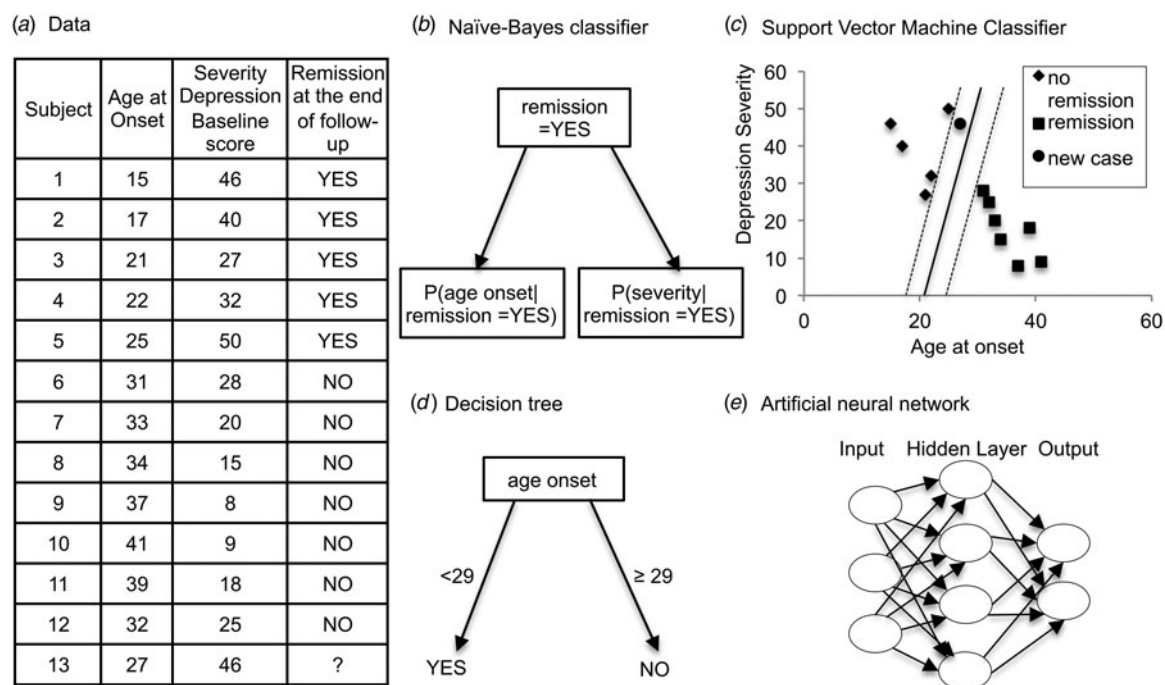 (a) Data
Subject
Age at
Onset
Severity
Depression
Baseline
score
Remission
at the end
of follow-
up
1 15 46 YES
2 17 40 YES
3 21 27 YES
4 22 32 YES
5 25 50 YES
6 31 28 NO
7 33 20 NO
8 34 15 NO
9 37 8 NO
10 41 9 NO
11 39 18 NO
12 32 25 NO
13 27 46 ?
(b) Naïve-Bayes classifier
remission
=YES
P(age onset|
remission =YES)
P(severity|
remission =YES)
(c) Support Vector Machine Classifier
Depression Severity
60
50
40
30
20
10
0
0 20 40 60
Age at onset
no
remission
remission
new case
(d) Decision tree
age onset
<29
≥ 29
YES
NO
(e) Artificial neural network
Input Hidden Layer Output